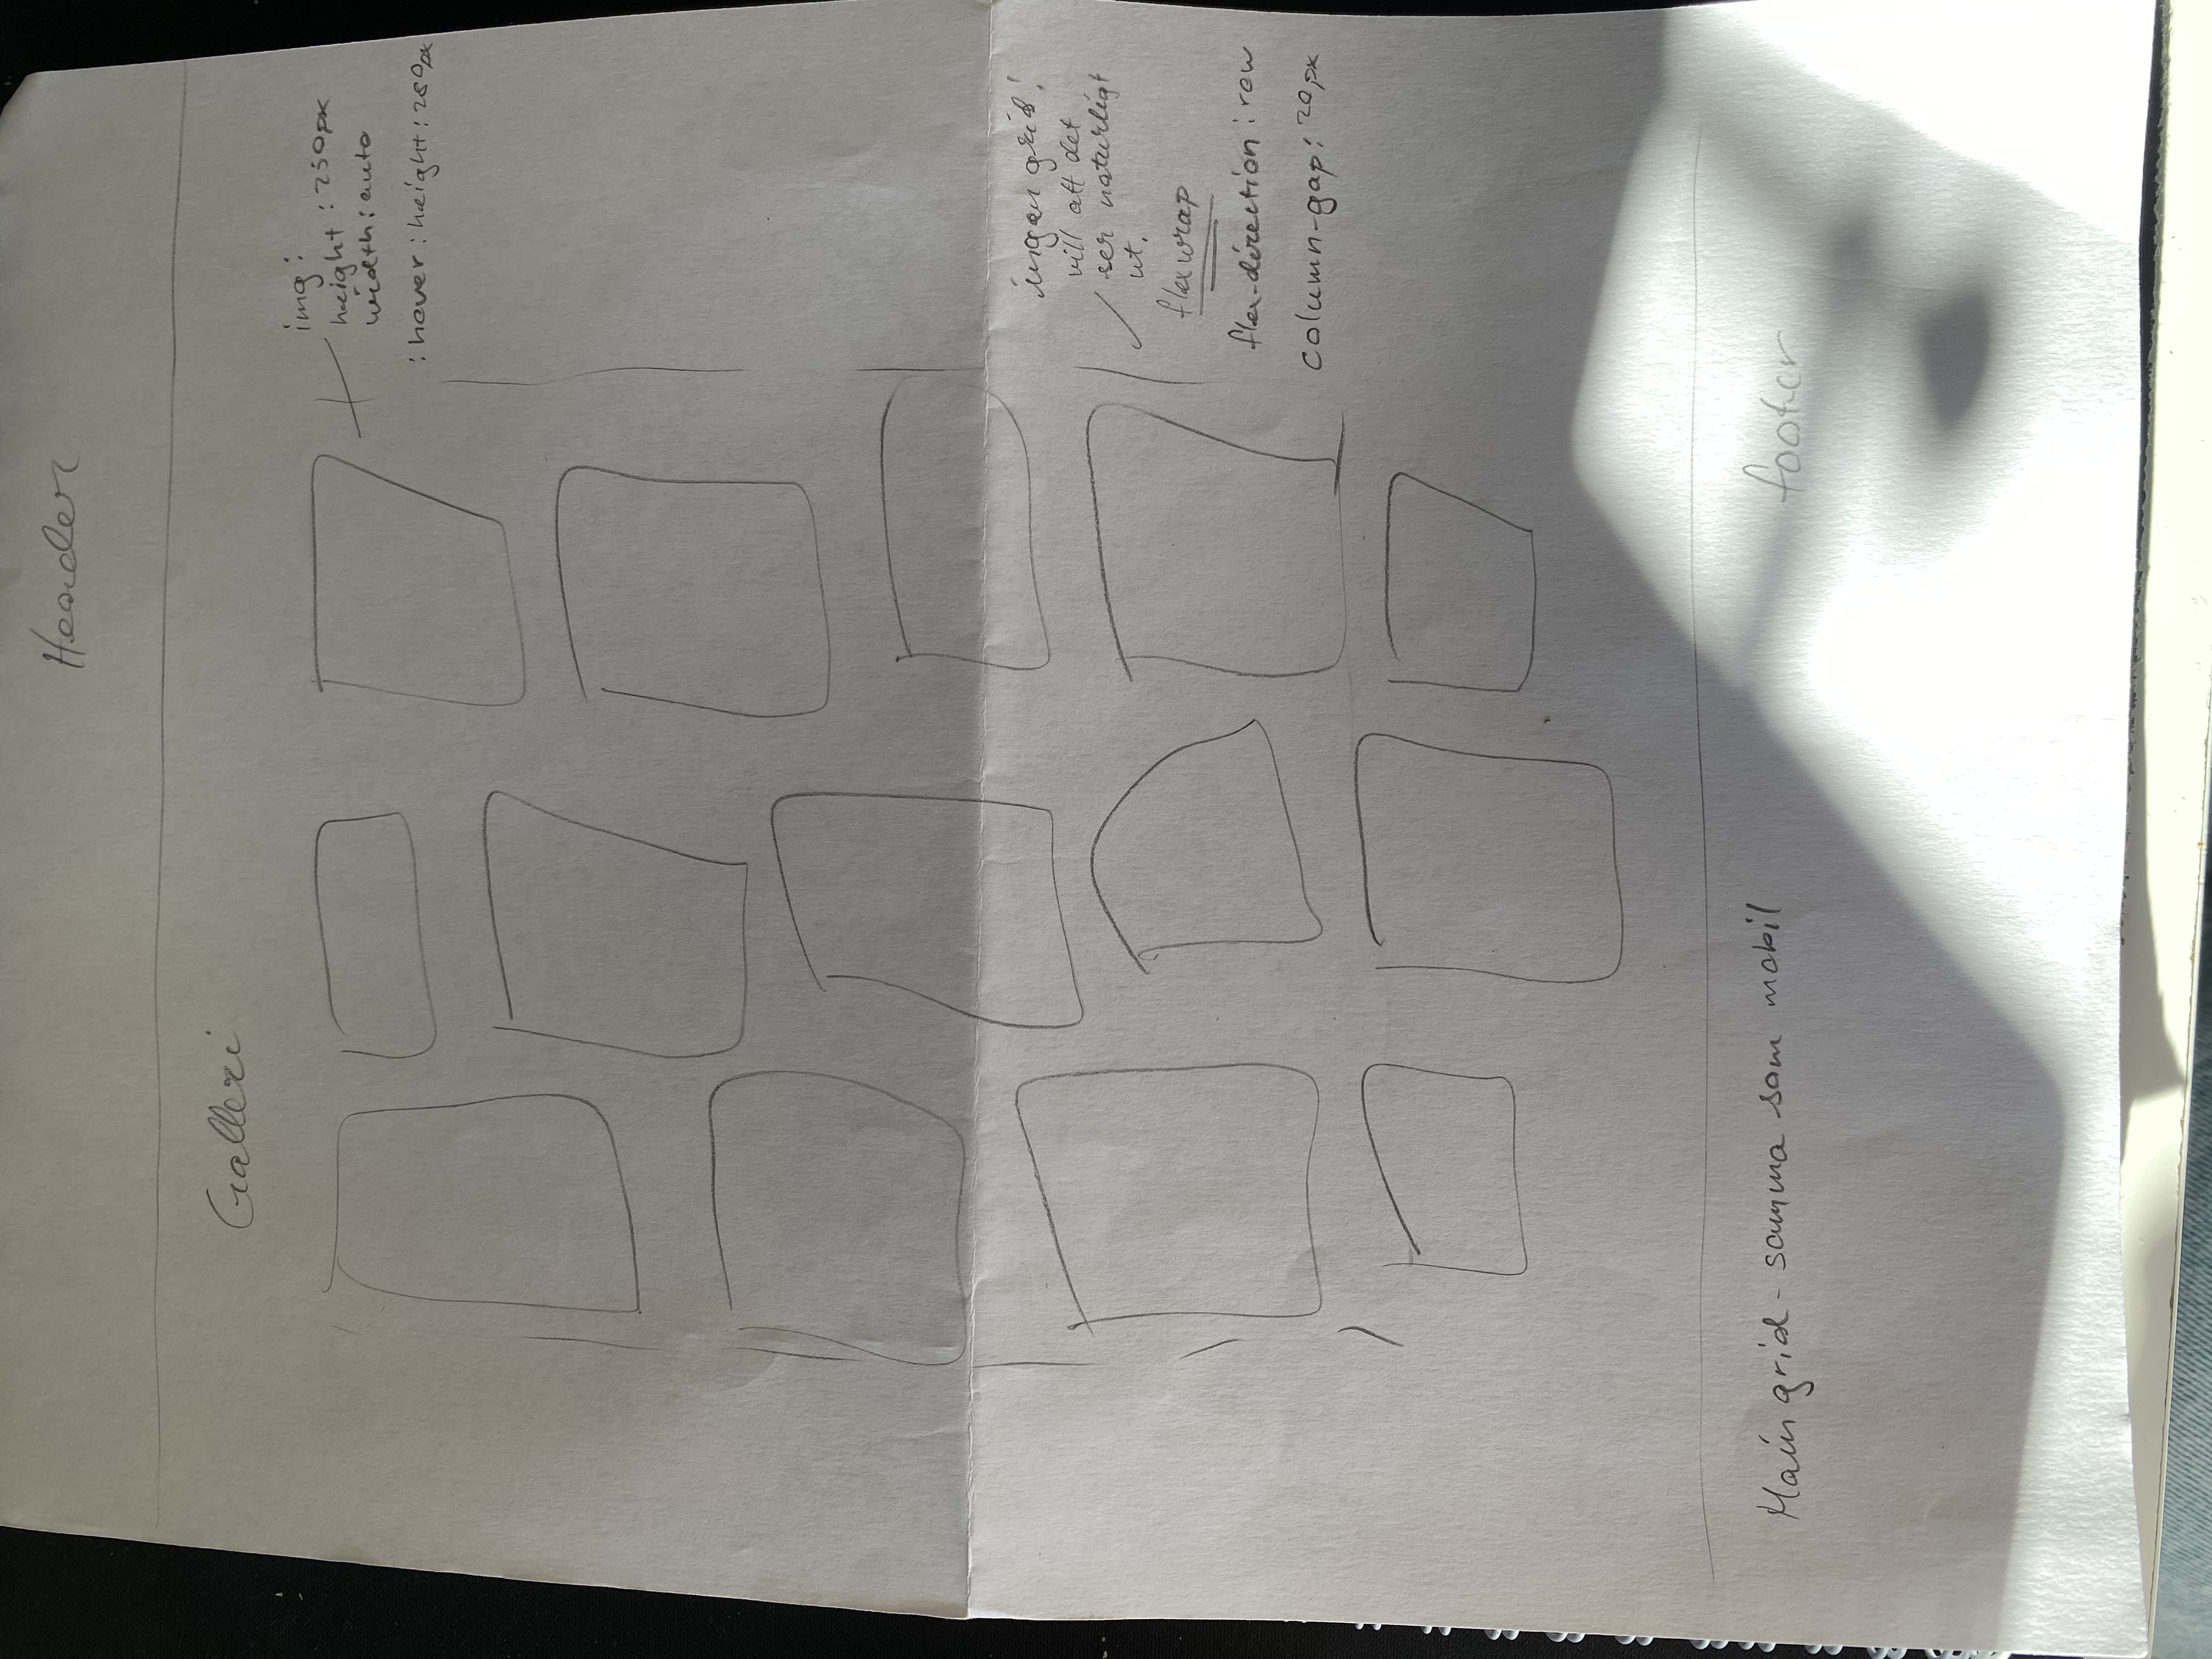 Header
Galleri
img:
height: 250px
width: auto
:hover: height: 280px
ingen grid!
vill att det
ser naturligt
ut.
flexwrap
flex-direction: row
column-gap: 20px
Main grid - samma som mobil
footer